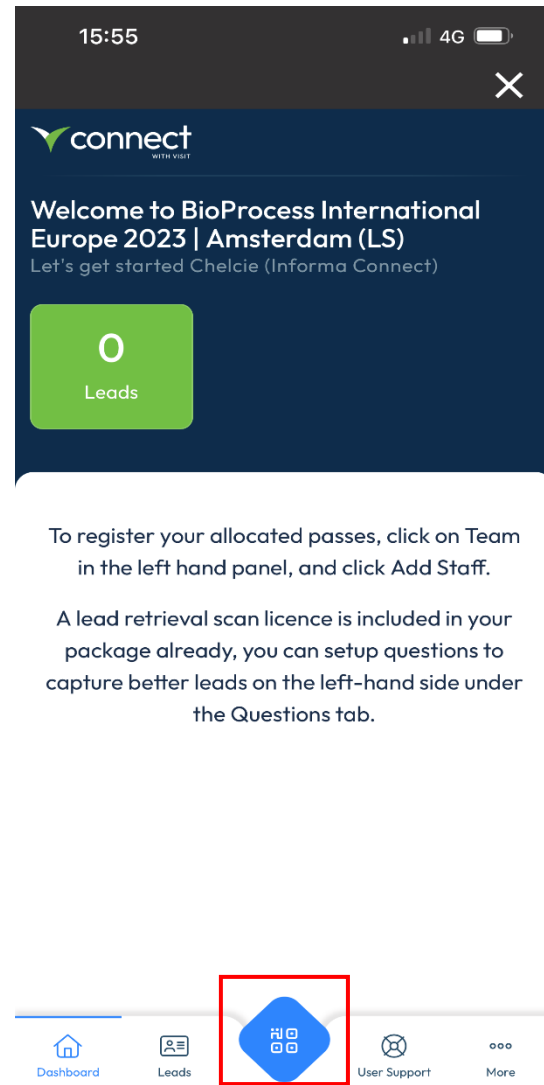 15:55
4G
connect
WITH VISIT
Welcome to BioProcess International
Europe 2023 | Amsterdam (LS)
Let's get started Chelcie (Informa Connect)
0
Leads
To register your allocated passes, click on Team
in the left hand panel, and click Add Staff.
A lead retrieval scan licence is included in your
package already, you can setup questions to
capture better leads on the left-hand side under
the Questions tab.
Dashboard
Leads
User Support
More